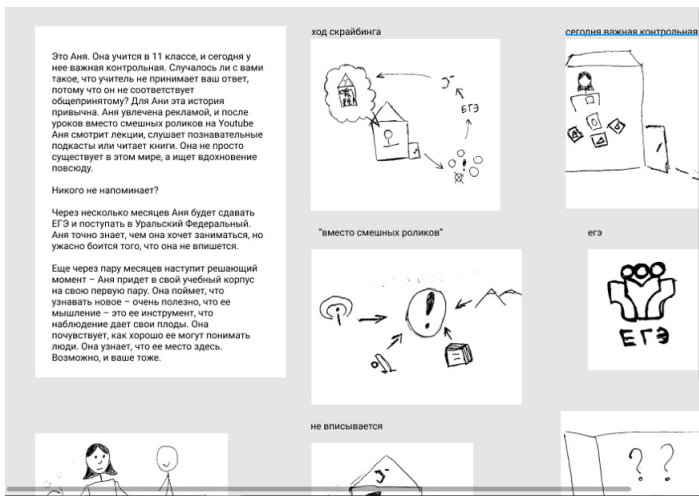 ход скрайбинга
сегодня важная контрольная
Это Аня. Она учится в 11 классе, и сегодня у
нее важная контрольная. Случалось ли с вами
такое, что учитель не принимает ваш ответ,
потому что он не соответствует
общепринятому? Для Ани эта история
привычна. Аня увлечена рекламой, и после
уроков вместо смешных роликов на Youtube
Аня смотрит лекции, слушает познавательные
подкасты или читает книги. Она не просто
существует в этом мире, а ищет вдохновение
повсюду.
Никого не напоминает?
Через несколько месяцев Аня будет сдавать
ЕГЭ и поступать в Уральский Федеральный.
Аня точно знает, чем она хочет заниматься, но
ужасно боится того, что она не впишется.
Еще через пару месяцев наступит решающий
момент – Аня придет в свой учебный корпус
на свою первую пару. Она поймет, что
узнавать новое – очень полезно, что ее
мышление – это ее инструмент, что
наблюдение дает свои плоды. Она
почувствует, как хорошо ее могут понимать
люди. Она узнает, что ее место здесь.
Возможно, и ваше тоже.
ЕГЭ
"вместо смешных роликов"
!
егэ
ЕГЭ
не вписывается
? ?